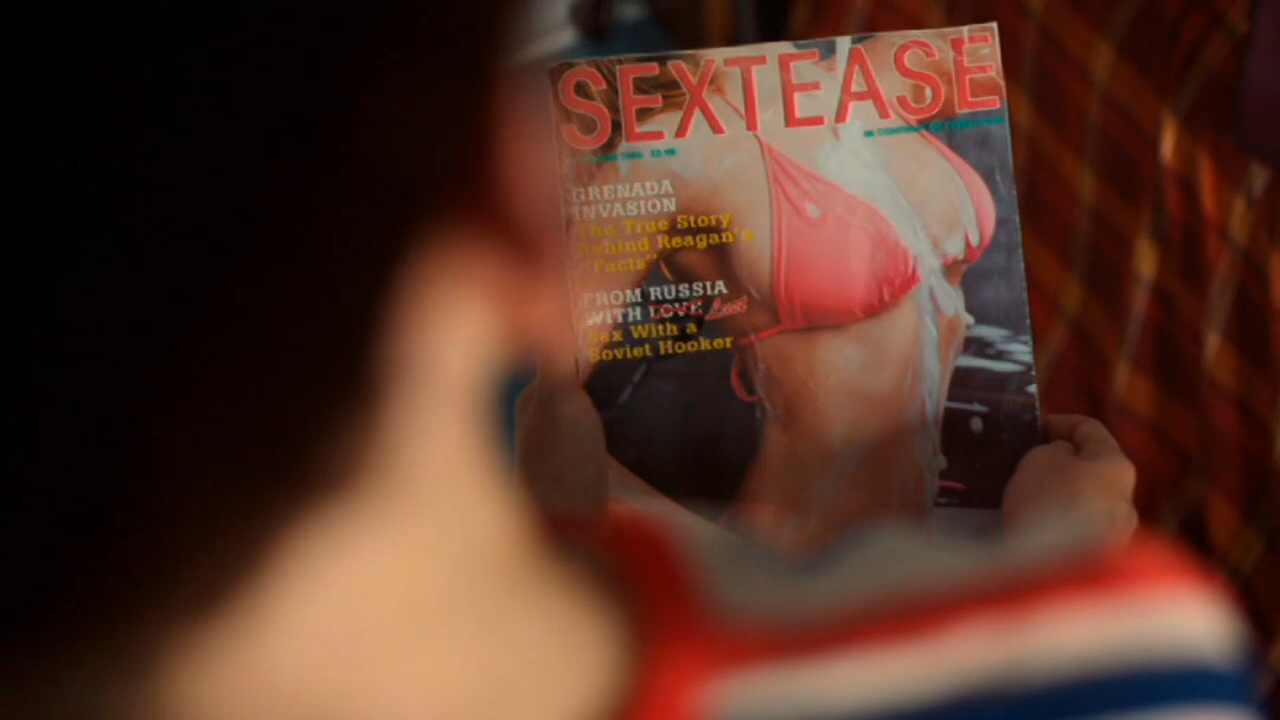 SEXTEASE
GRENADA
INVASION
The True Story
Behind Reagan's
"Facts"
FROM RUSSIA
WITH LOVE Lust
Sex With a
Soviet Hooker